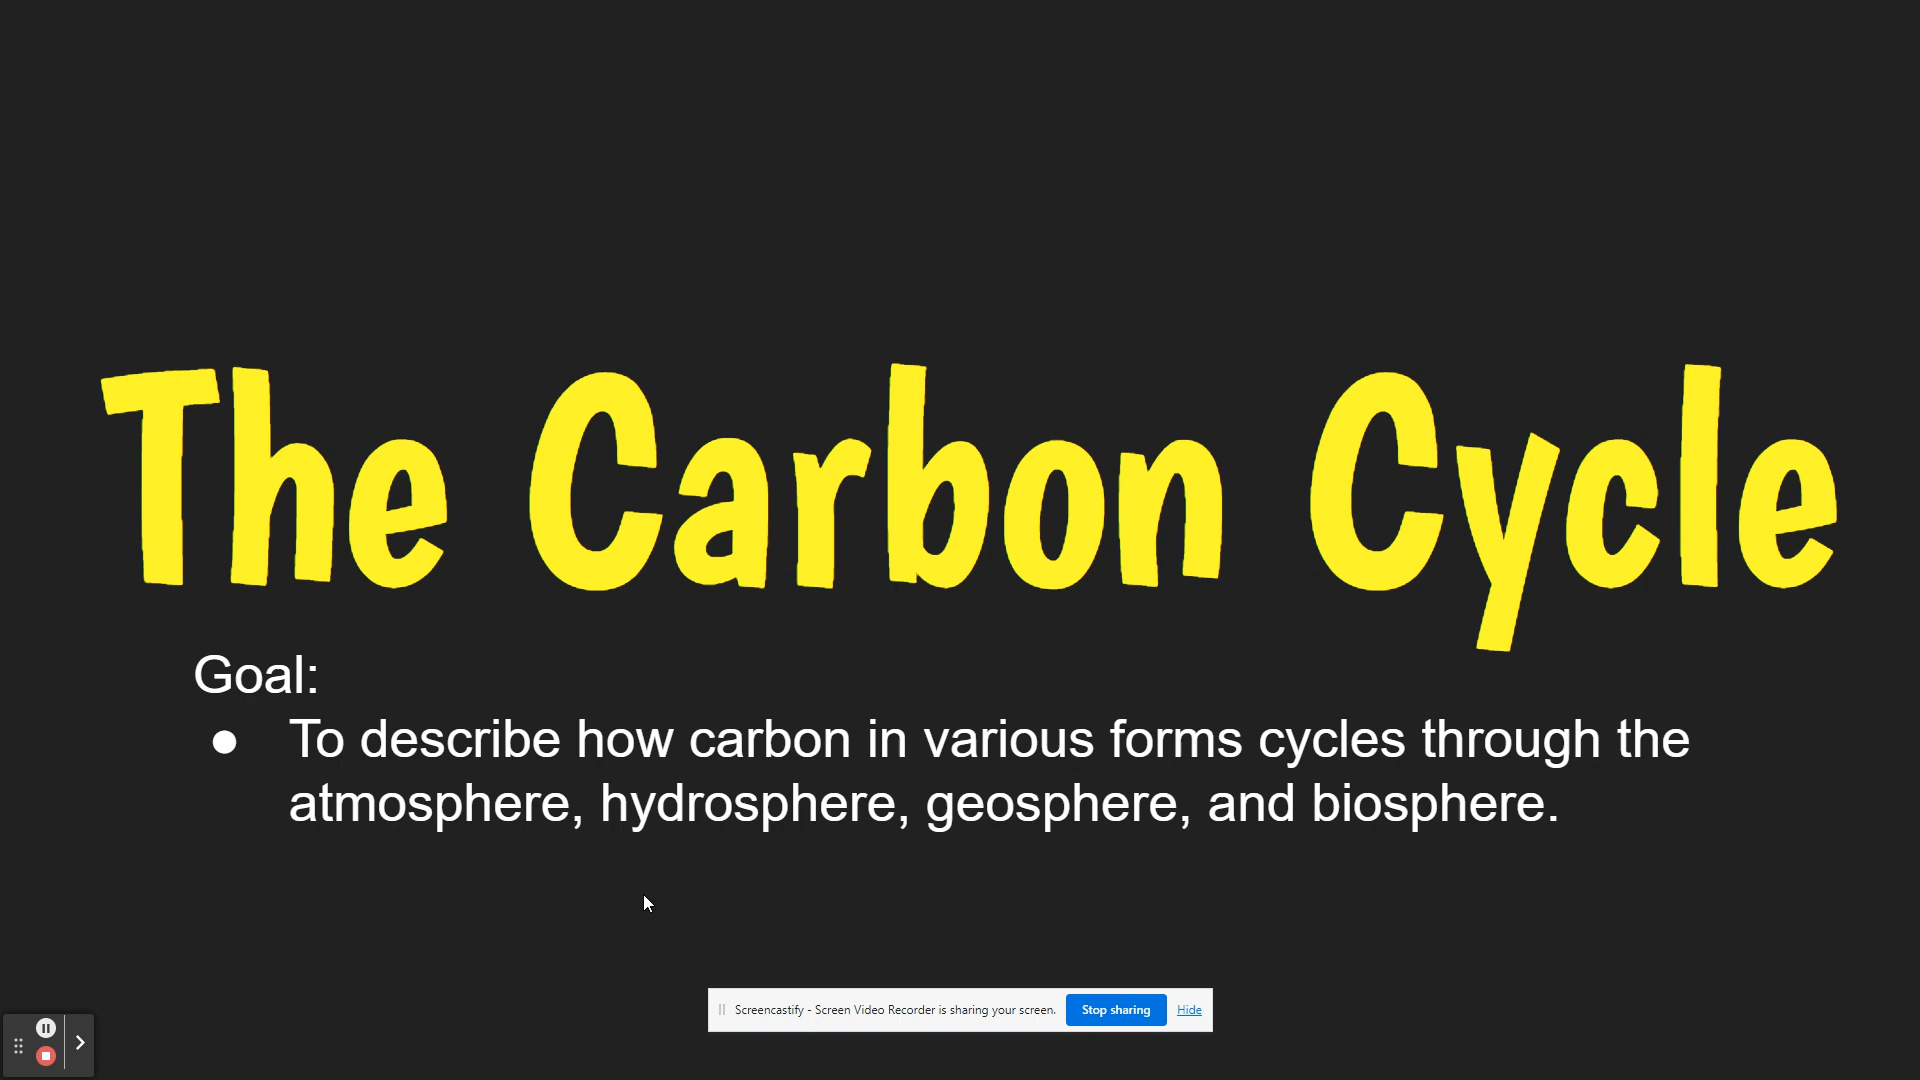 The Carbon Cycle
Goal:
● To describe how carbon in various forms cycles through the
atmosphere, hydrosphere, geosphere, and biosphere.
Screencastify - Screen Video Recorder is sharing your screen. Stop sharing Hide